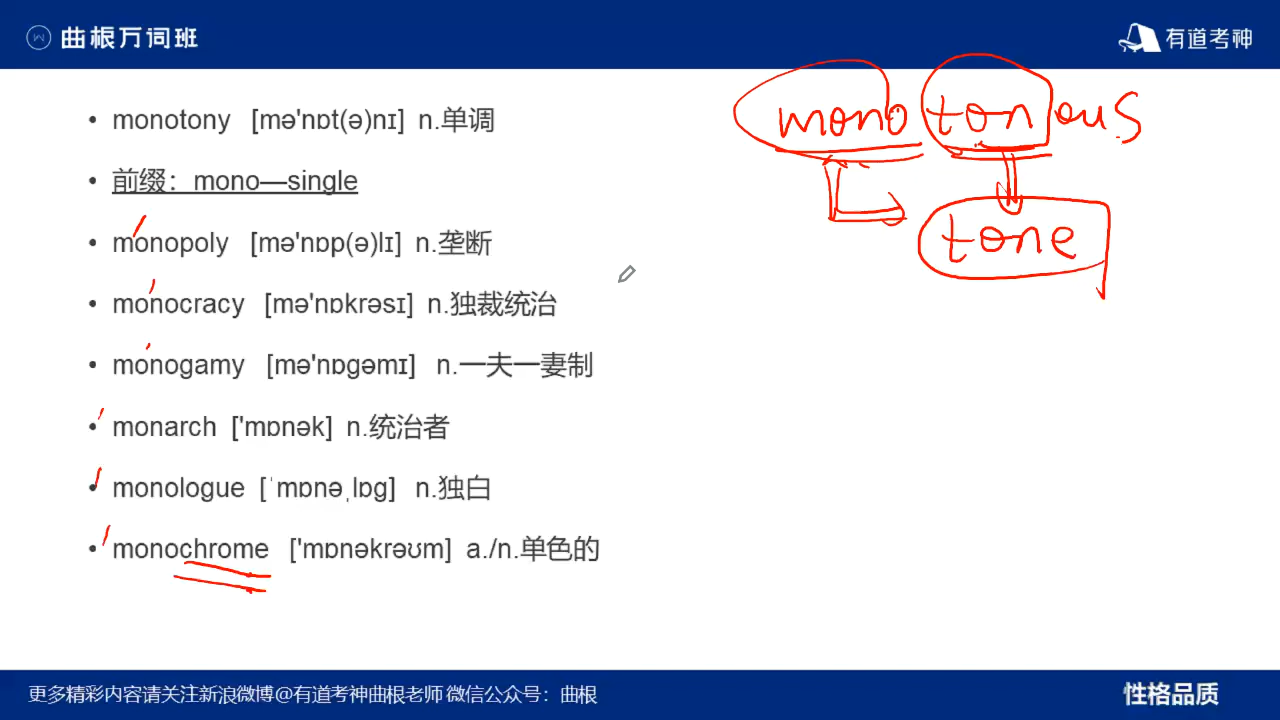 曲根万词班
有道考神
monotony [mə'nɒt(ə)nɪ] n.单调
前缀：mono—single
monopoly [mə'nɒp(ə)lɪ] n.垄断
monocracy [mə'nɒkrəsɪ] n.独裁统治
monogamy [mə'nɒgəmɪ] n.一夫一妻制
monarch ['mɒnək] n.统治者
monologue [ˈmɒnəˌlɒg] n.独白
monochrome ['mɒnəkrəʊm] a./n.单色的
monotonous
tone
更多精彩内容请关注新浪微博@有道考神曲根老师 微信公众号：曲根
性格品质